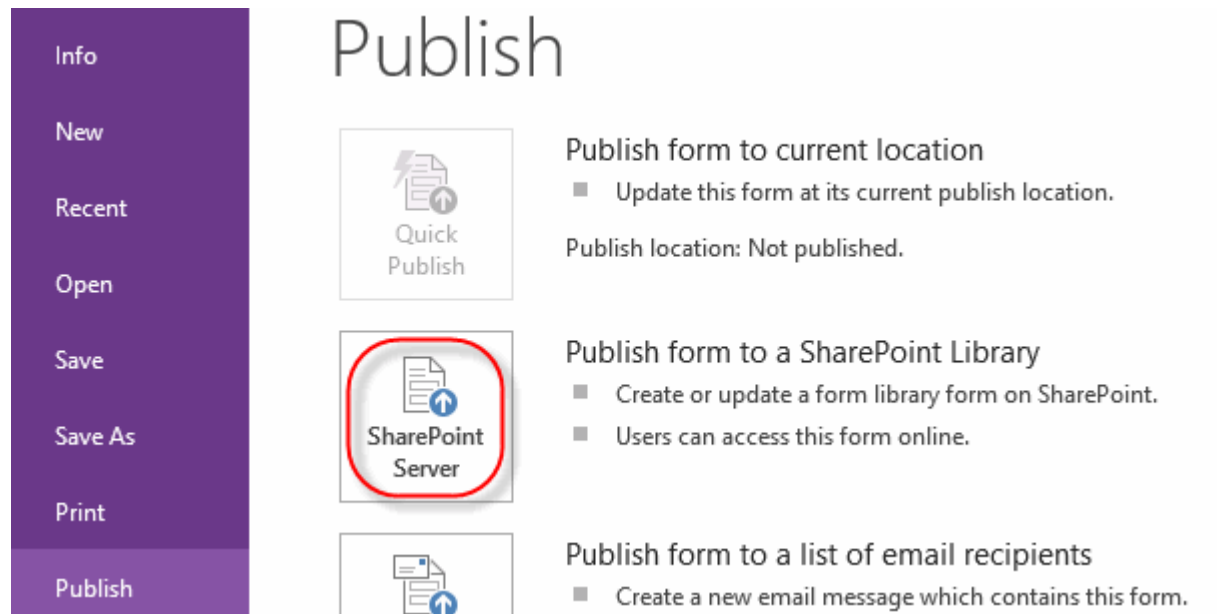 Info
New
Recent
Open
Save
Save As
Print
Publish
Publish
Quick
Publish
Publish form to current location
Update this form at its current publish location.
Publish location: Not published.
SharePoint
Server
Publish form to a SharePoint Library
Create or update a form library form on SharePoint.
Users can access this form online.
Publish form to a list of email recipients
Create a new email message which contains this form.